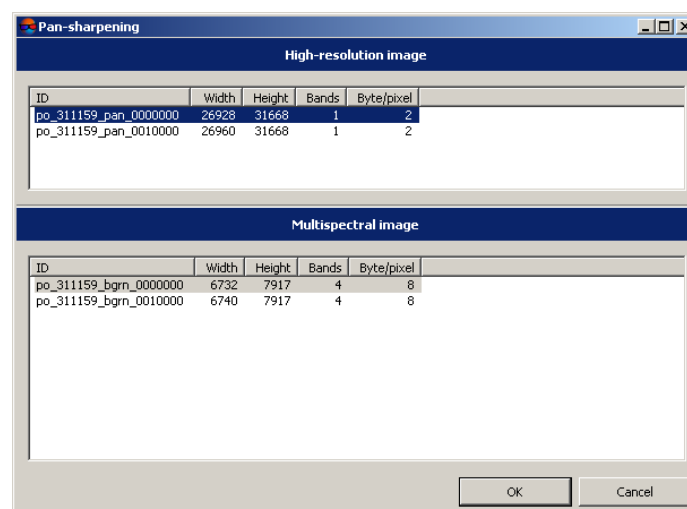 Pan-sharpening
High-resolution image
ID Width Height Bands Byte/pixel
po_311159_pan_0000000 26928 31668 1 2
po_311159_pan_0010000 26960 31668 1 2
Multispectral image
ID Width Height Bands Byte/pixel
po_311159_bgrn_0000000 6732 7917 4 8
po_311159_bgrn_0010000 6740 7917 4 8
OK Cancel